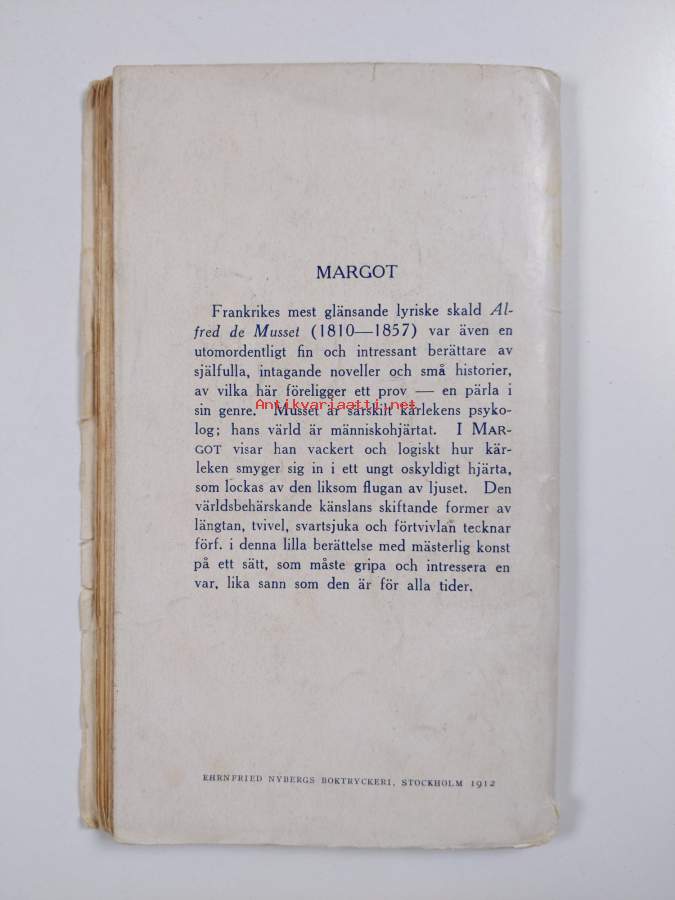 MARGOT
Frankrikes mest glänsande lyriske skald Al-
fred de Musset (1810—1857) var även en
utomordentligt fin och intressant berättare av
själfulla, intagande noveller och små historier,
av vilka här föreligger ett prov — en pärla i
sin genre. Musset är särskilt kärlekens psyko-
Antikvariaatti.net
log; hans värld är människohjärtat. I MAR-
GOT visar han vackert och logiskt hur kär-
leken smyger sig in i ett ungt oskyldigt hjärta,
som lockas av den liksom flugan av ljuset. Den
världsbehärskande känslans skiftande former av
längtan, tvivel, svartsjuka och förtvivlan tecknar
förf. i denna lilla berättelse med mästerlig konst
på ett sätt, som måste gripa och intressera en
var, lika sann som den är för alla tider.
EHRNFRIED NYBERGS BOKTRYCKERI, STOCKHOLM 1912